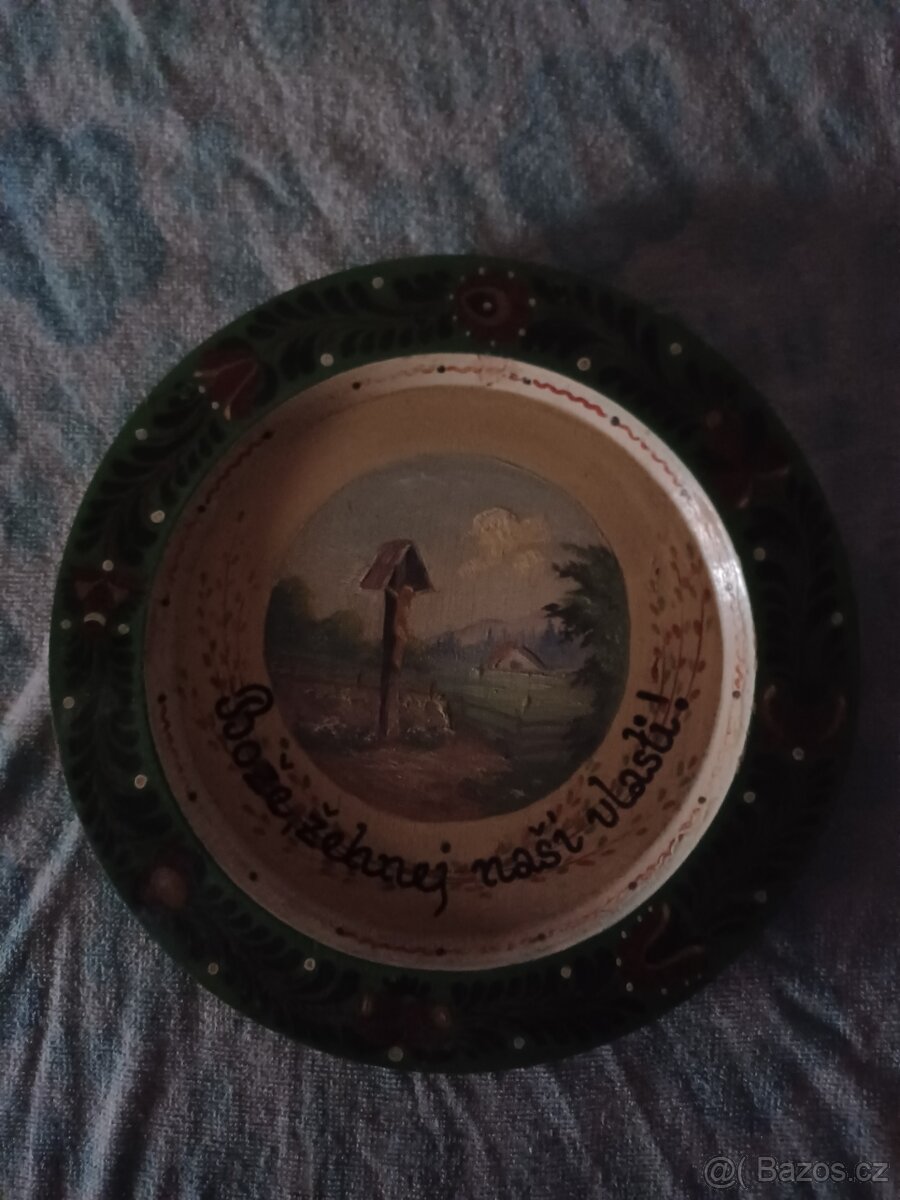 Bože, žehnej naší vlasti!
@( Bazos.cz